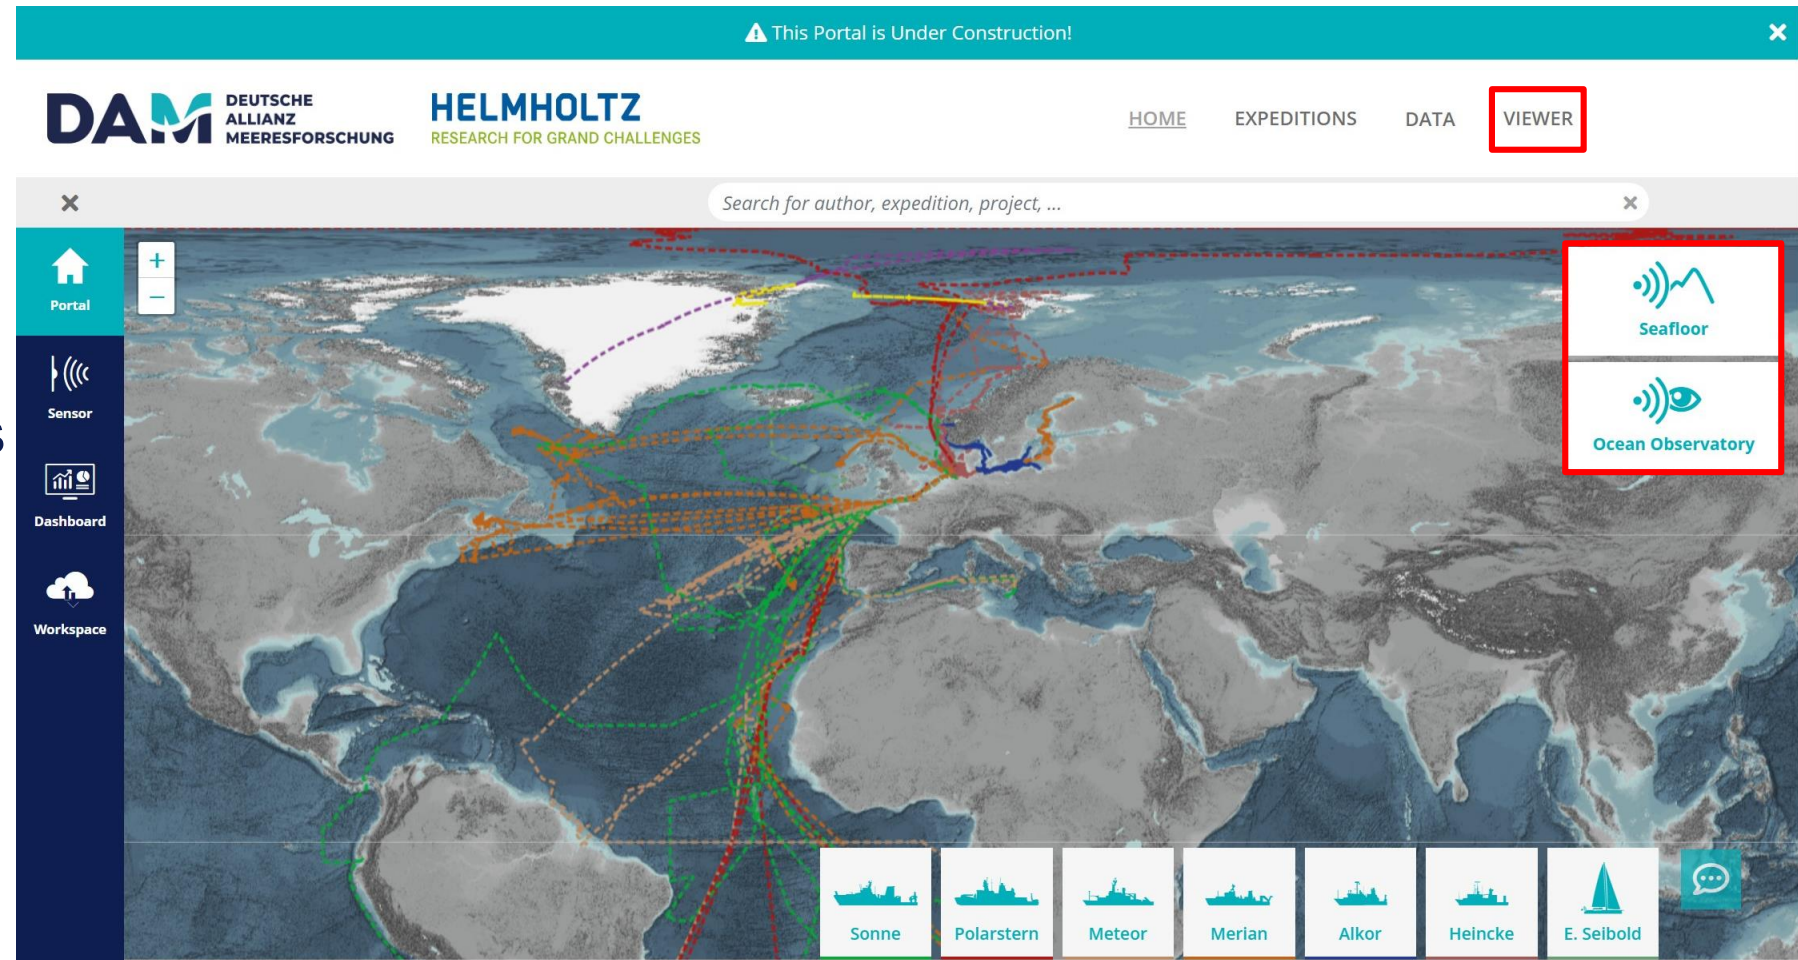 This Portal is Under Construction!
DAM DEUTSCHE
ALLIANZ
MEERESFORSCHUNG
HELMHOLTZ
RESEARCH FOR GRAND CHALLENGES
HOME EXPEDITIONS DATA VIEWER
Search for author, expedition, project, ...
Portal
Sensor
Dashboard
Workspace
s
Seafloor
Ocean Observatory
Sonne Polarstern Meteor Merian Alkor Heincke E. Seibold